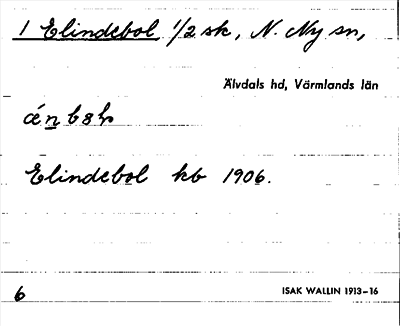 1 Elindebol 1/2 sk, N. Ny sn,
Älvdals hd, Värmlands län
Elindebol kb 1906.
6
ISAK WALLIN 1913–16